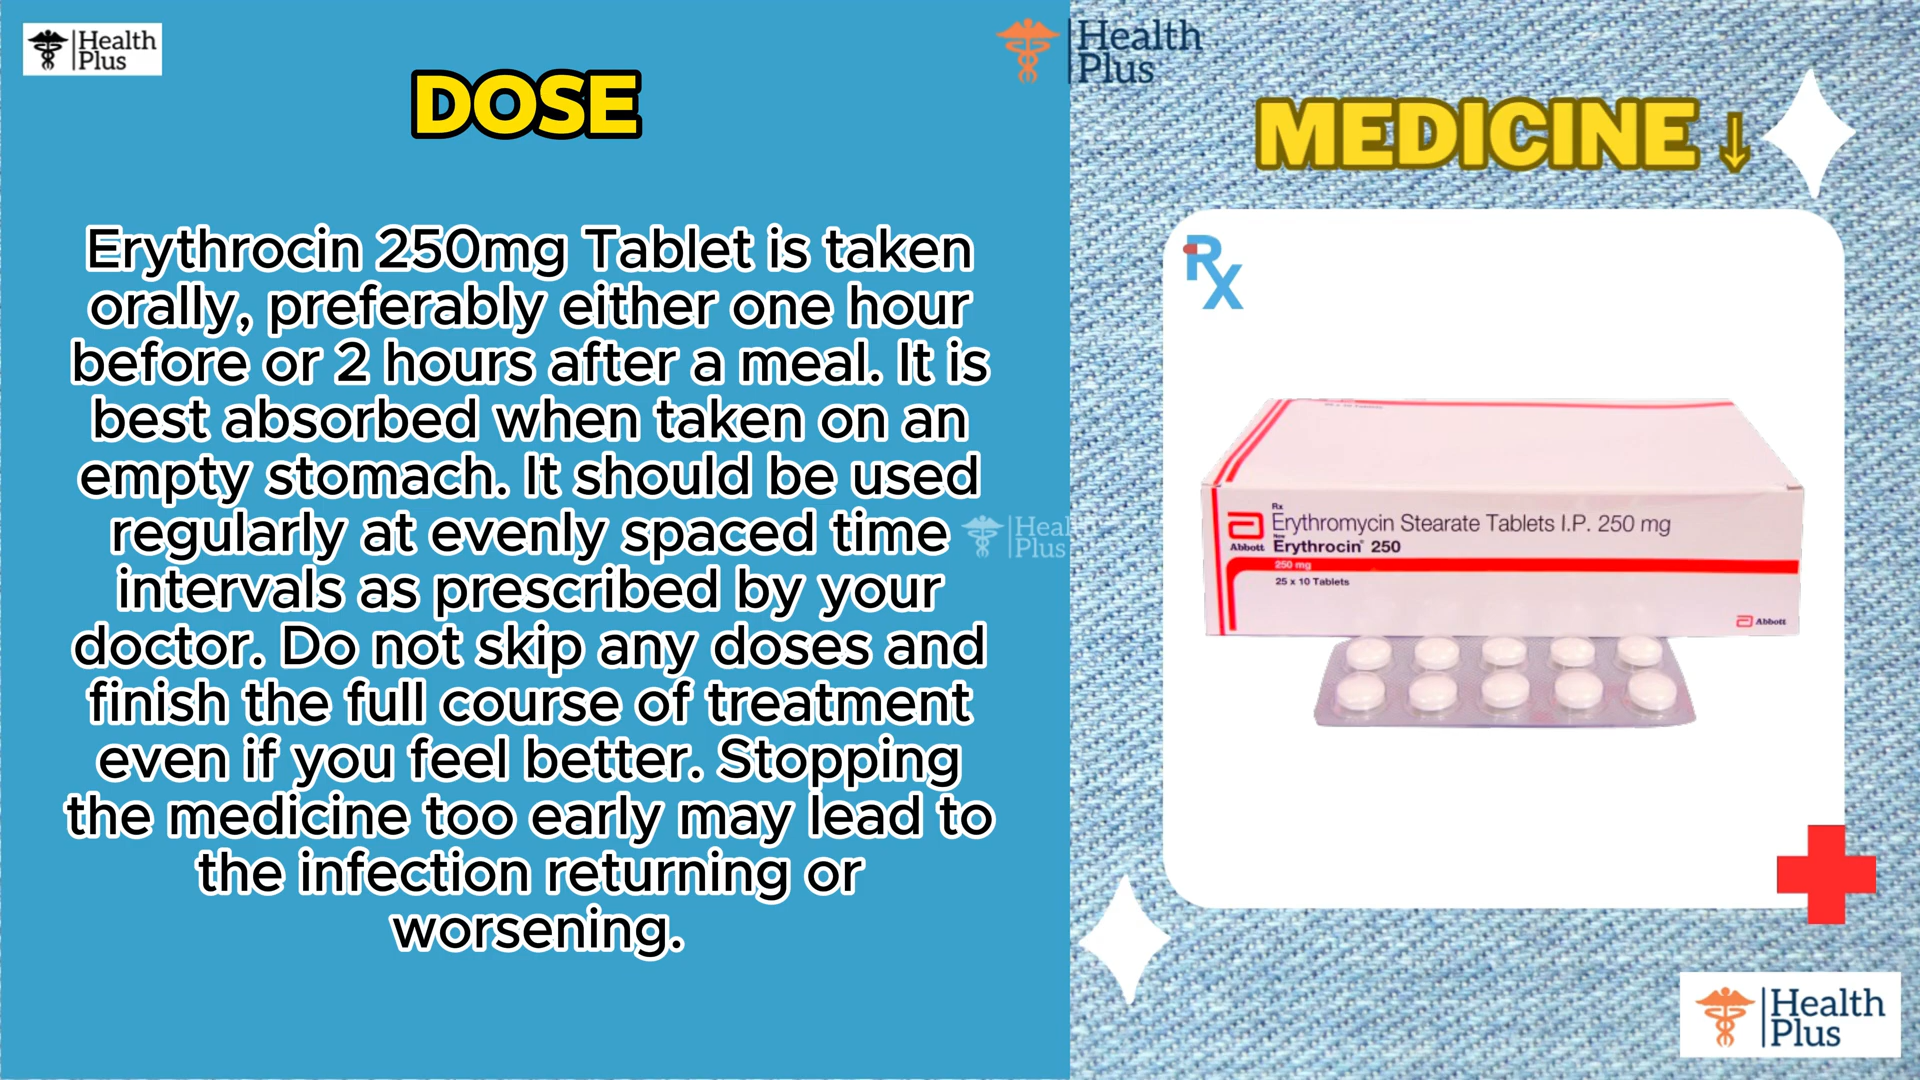 Health
Plus
DOSE
Erythrocin 250mg Tablet is taken
orally, preferably either one hour
before or 2 hours after a meal. It is
best absorbed when taken on an
empty stomach. It should be used
regularly at evenly spaced time
intervals as prescribed by your
doctor. Do not skip any doses and
finish the full course of treatment
even if you feel better. Stopping
the medicine too early may lead to
the infection returning or
worsening.
Health
Plus
Heal
Plus
MEDICINE ↓
Rx
25 x 10 Tablets
Rx
Erythromycin Stearate Tablets I.P. 250 mg
New
Erythrocin® 250
Abbott
250 mg
25 x 10 Tablets
Abbott
Health
Plus